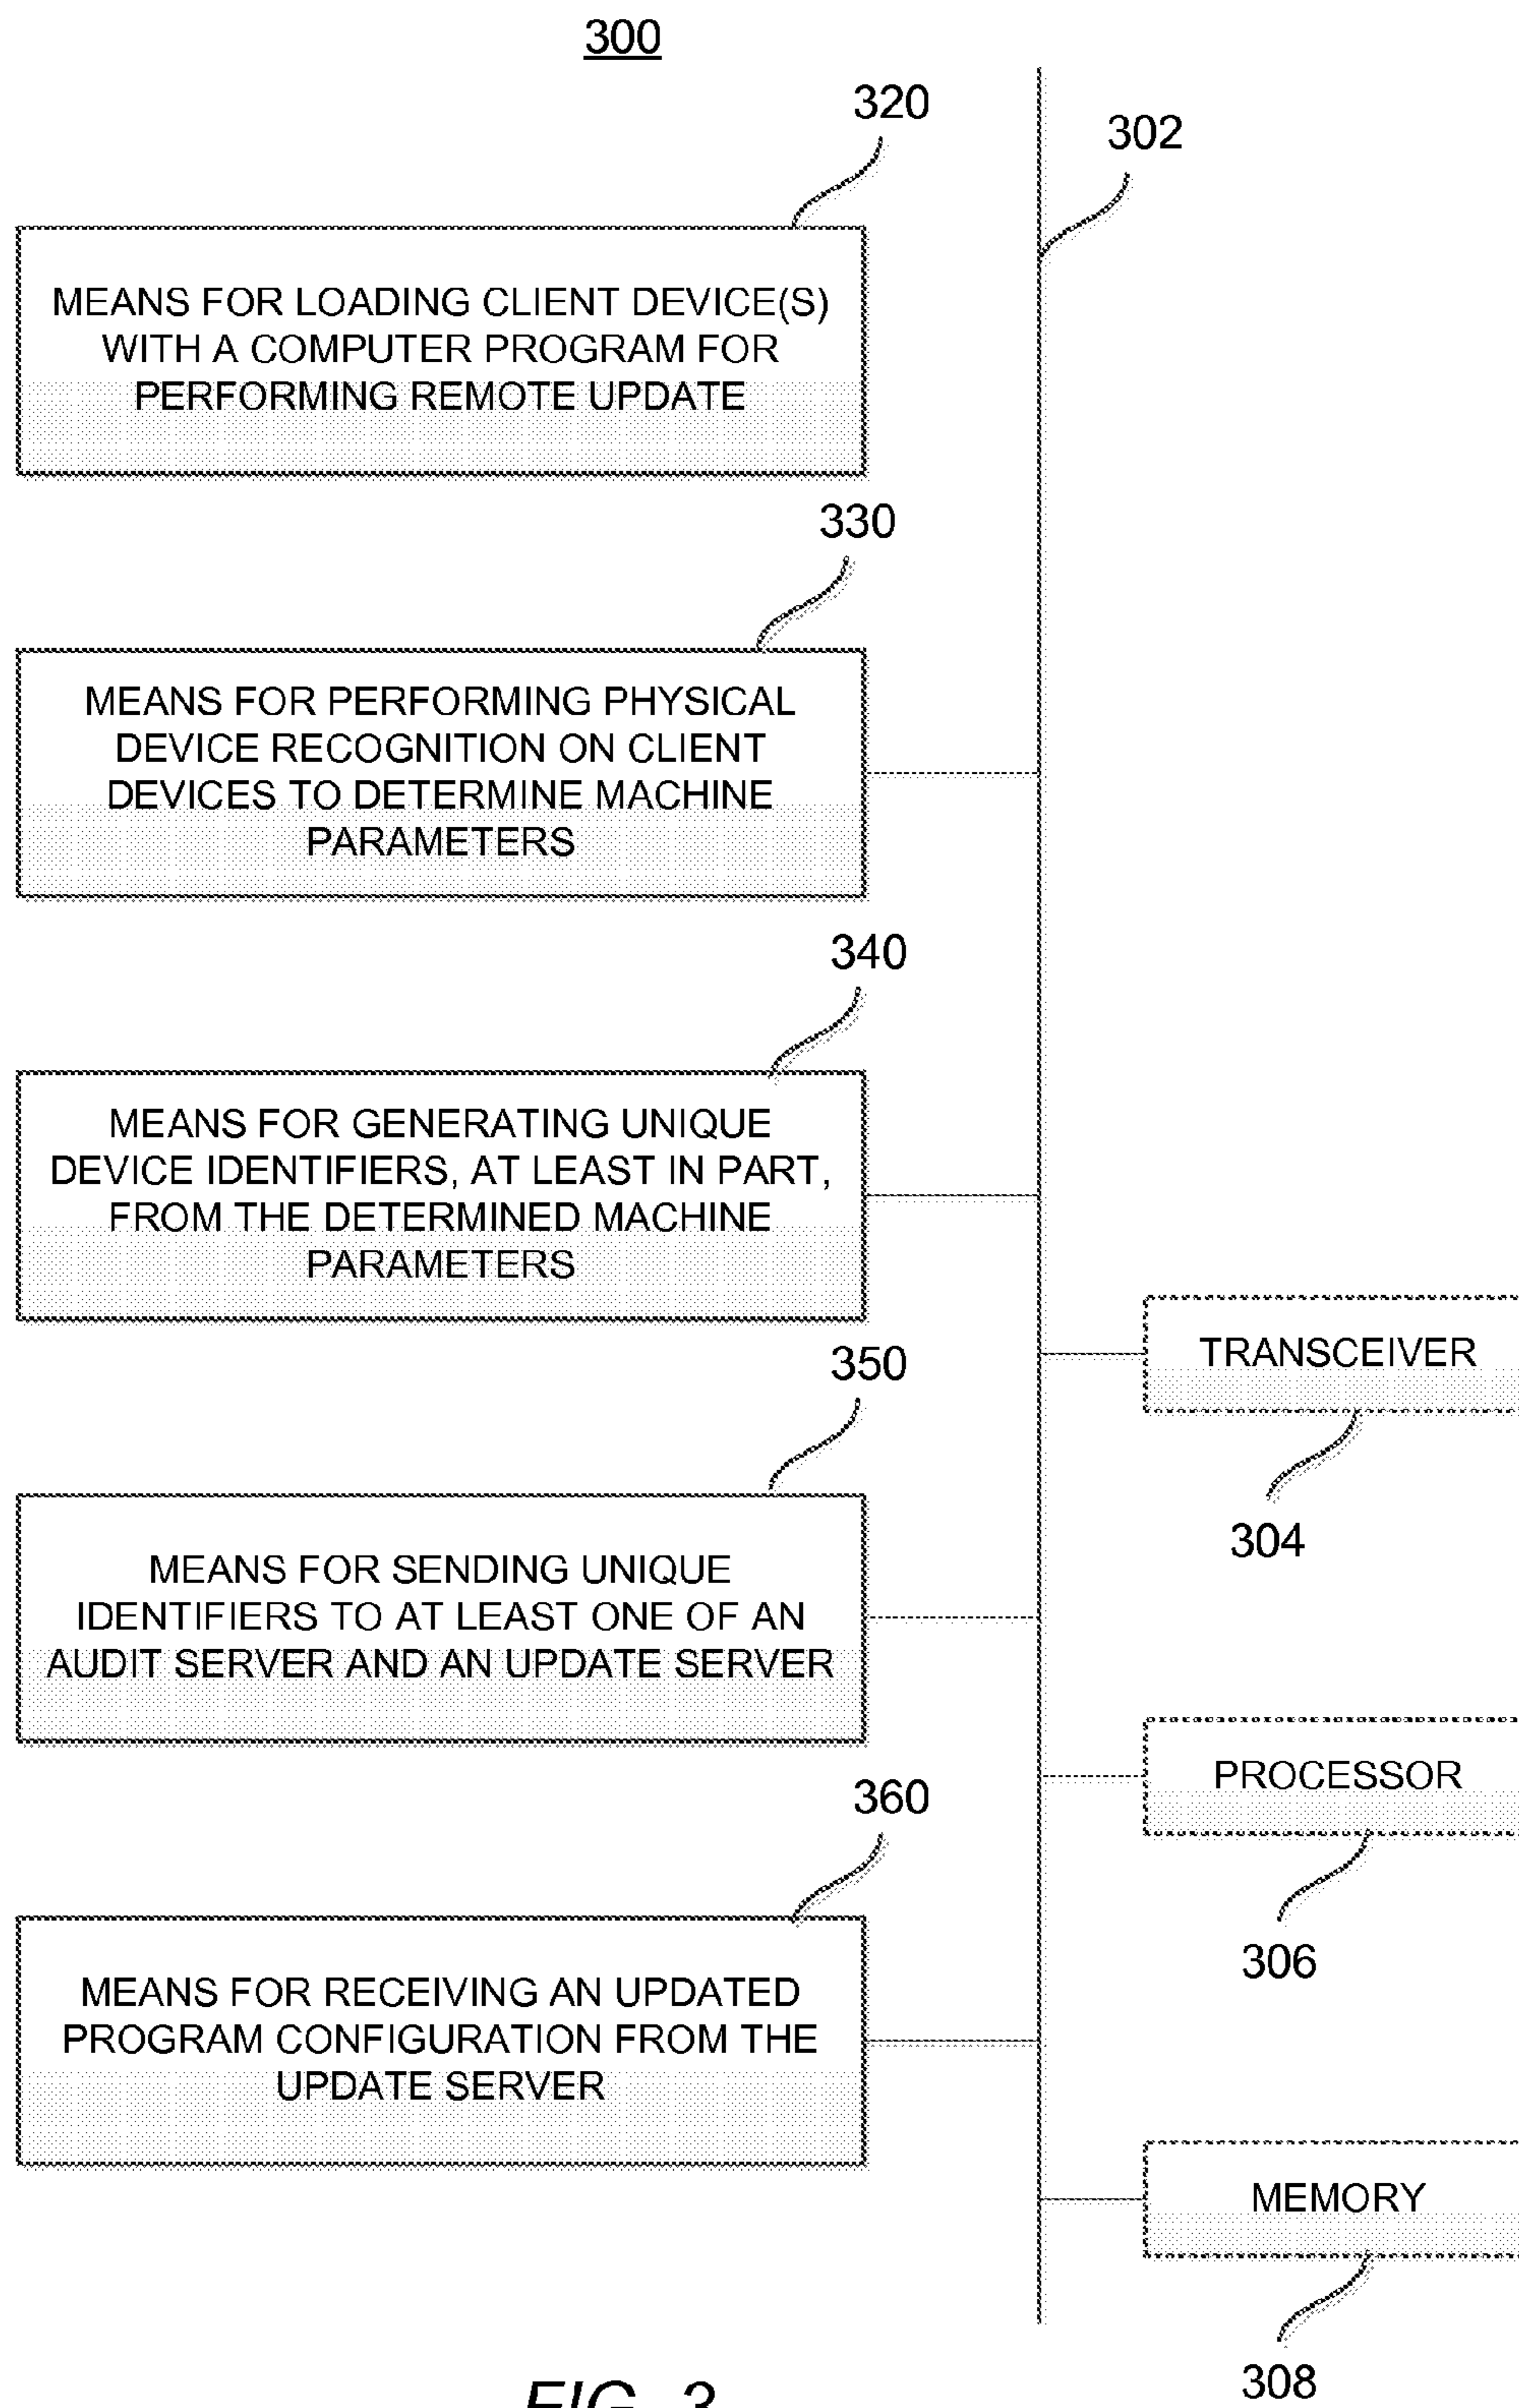 300
320
302
MEANS FOR LOADING CLIENT DEVICE(S)
WITH A COMPUTER PROGRAM FOR
PERFORMING REMOTE UPDATE
330
MEANS FOR PERFORMING PHYSICAL
DEVICE RECOGNITION ON CLIENT
DEVICES TO DETERMINE MACHINE
PARAMETERS
340
MEANS FOR GENERATING UNIQUE
DEVICE IDENTIFIERS, AT LEAST IN PART,
FROM THE DETERMINED MACHINE
PARAMETERS
TRANSCEIVER
304
350
MEANS FOR SENDING UNIQUE
IDENTIFIERS TO AT LEAST ONE OF AN
AUDIT SERVER AND AN UPDATE SERVER
PROCESSOR
306
360
MEANS FOR RECEIVING AN UPDATED
PROGRAM CONFIGURATION FROM THE
UPDATE SERVER
MEMORY
308
FIG. 3